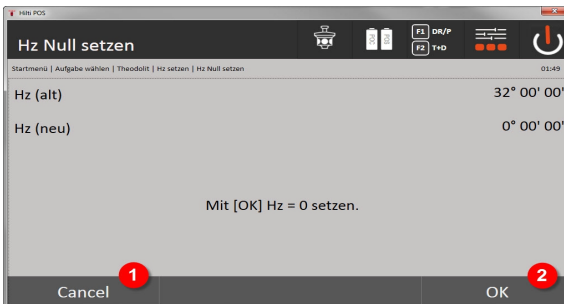 Hilti POS
Hz Null setzen
POC
POS
F1 DR/P
F2 T+D
Startmenü | Aufgabe wählen | Theodolit | Hz setzen | Hz Null setzen
01:49
Hz (alt)
32° 00' 00"
Hz (neu)
0° 00' 00"
Mit [OK] Hz = 0 setzen.
1
2
Cancel
OK